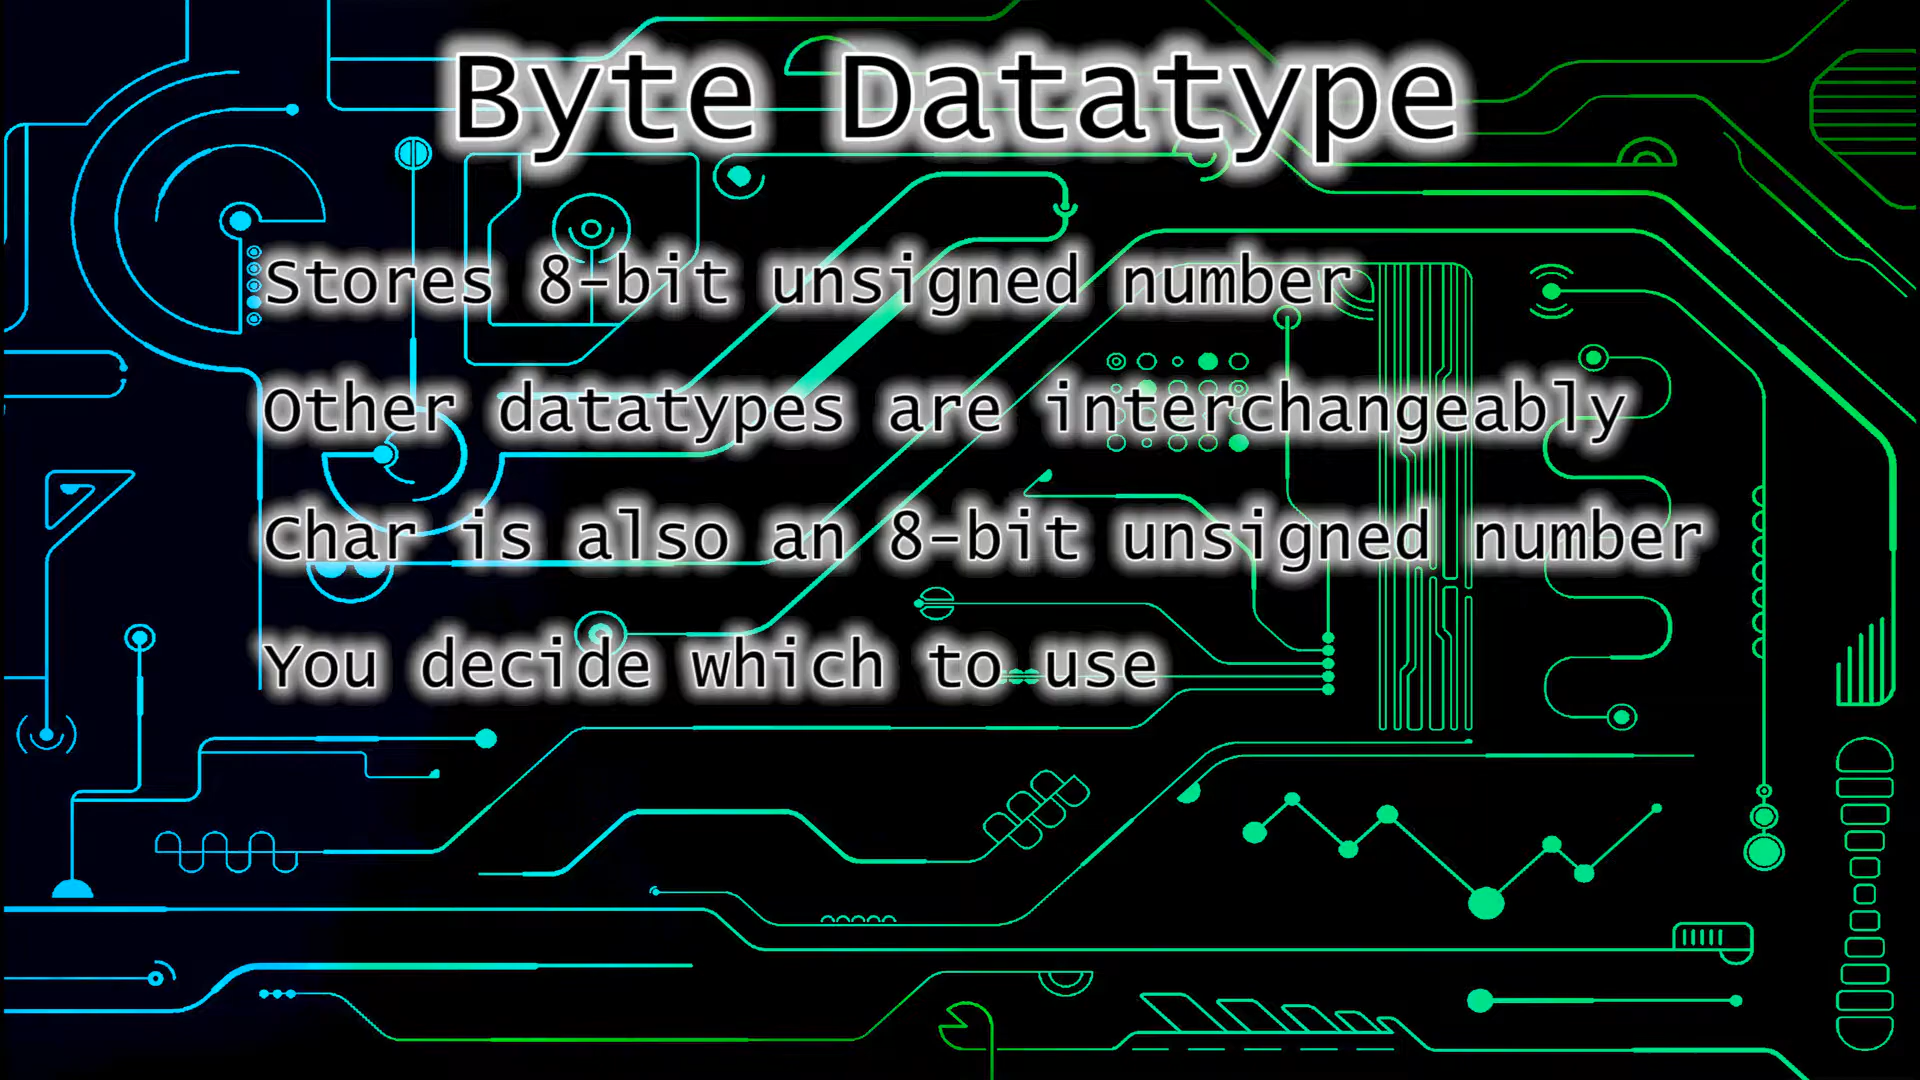 Byte Datatype
Stores 8-bit unsigned number
Other datatypes are interchangeably
Char is also an 8-bit unsigned number
You decide which to use